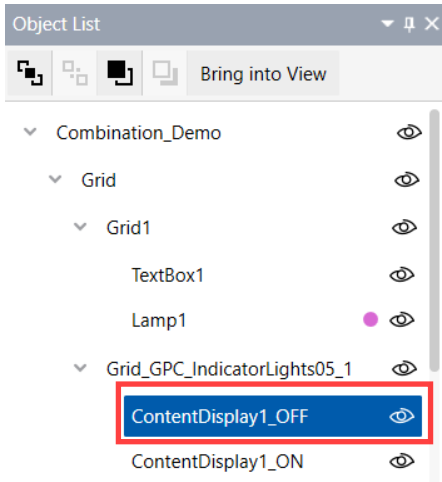 Object List
Bring into View
Combination_Demo
Grid
Grid1
TextBox1
Lamp1
Grid_GPC_IndicatorLights05_1
ContentDisplay1_OFF
ContentDisplay1_ON